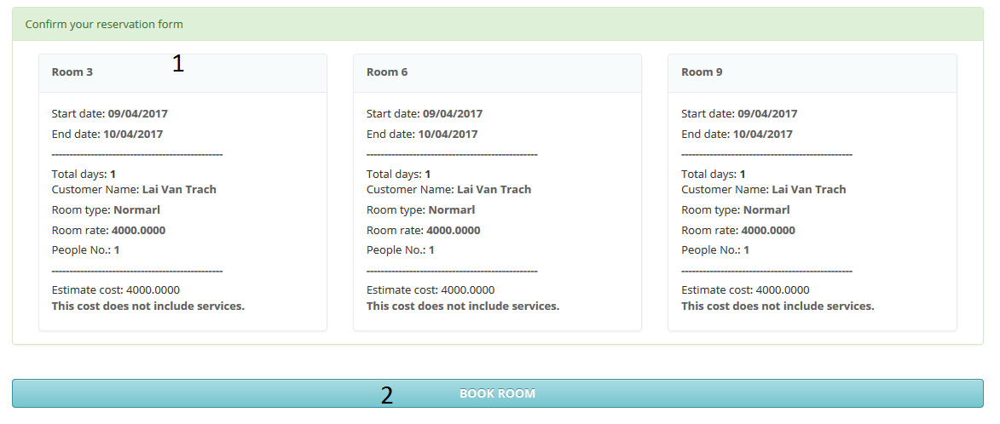 Confirm your reservation form
1
Room 3
Start date: 09/04/2017
End date: 10/04/2017
------------------------------------------------
Total days: 1
Customer Name: Lai Van Trach
Room type: Normarl
Room rate: 4000.0000
People No.: 1
------------------------------------------------
Estimate cost: 4000.0000
This cost does not include services.
Room 6
Start date: 09/04/2017
End date: 10/04/2017
------------------------------------------------
Total days: 1
Customer Name: Lai Van Trach
Room type: Normarl
Room rate: 4000.0000
People No.: 1
------------------------------------------------
Estimate cost: 4000.0000
This cost does not include services.
Room 9
Start date: 09/04/2017
End date: 10/04/2017
------------------------------------------------
Total days: 1
Customer Name: Lai Van Trach
Room type: Normarl
Room rate: 4000.0000
People No.: 1
------------------------------------------------
Estimate cost: 4000.0000
This cost does not include services.
2 BOOK ROOM